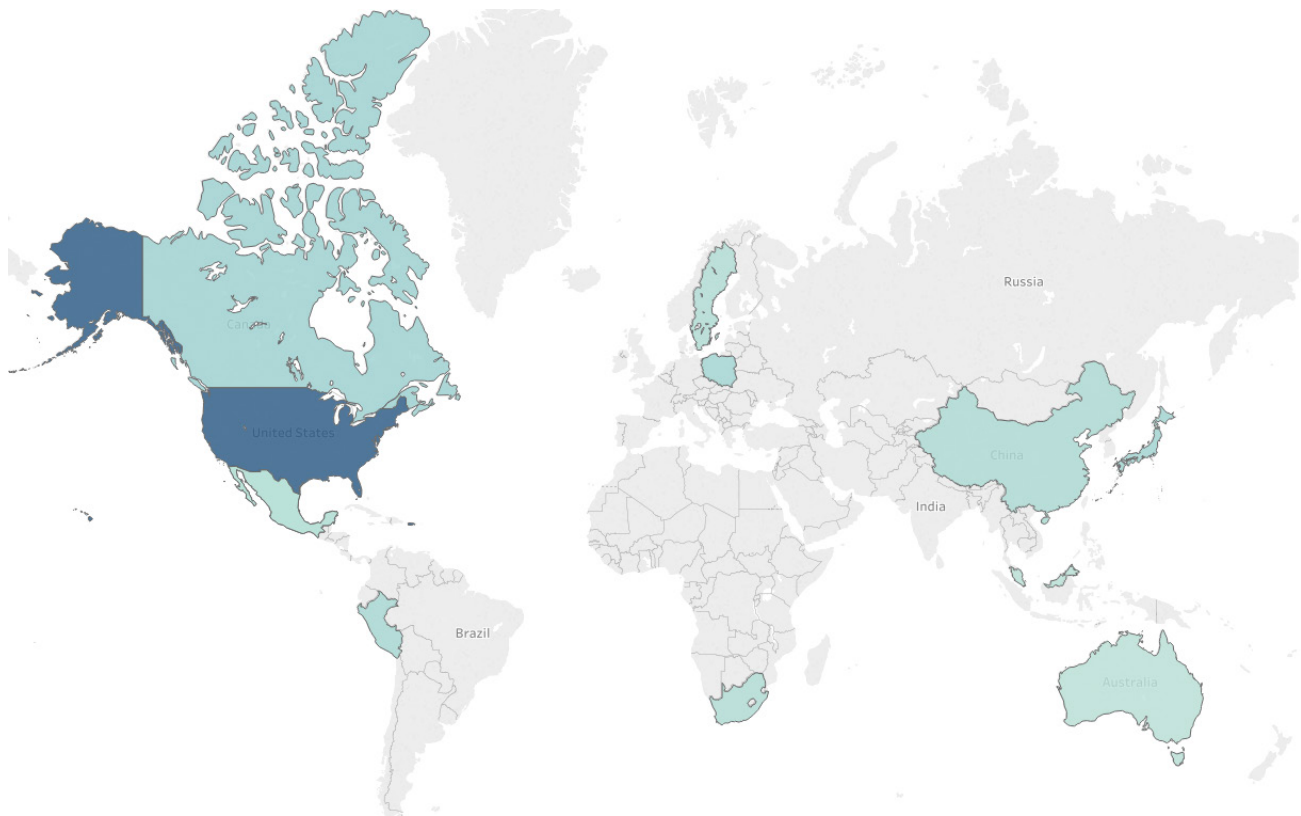 Russia
Canada
United States
China
India
Brazil
Australia